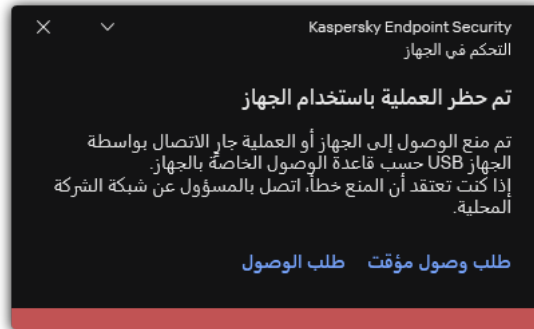 Kaspersky Endpoint Security
التحكم في الجهاز
تم حظر العملية باستخدام الجهاز
تم منع الوصول إلى الجهاز أو العملية جارٍ الاتصال بواسطة
الجهاز USB حسب قاعدة الوصول الخاصة بالجهاز.
إذا كنت تعتقد أن المنع خطأ، اتصل بالمسؤول عن شبكة الشركة
المحلية.
طلب وصول مؤقت طلب الوصول